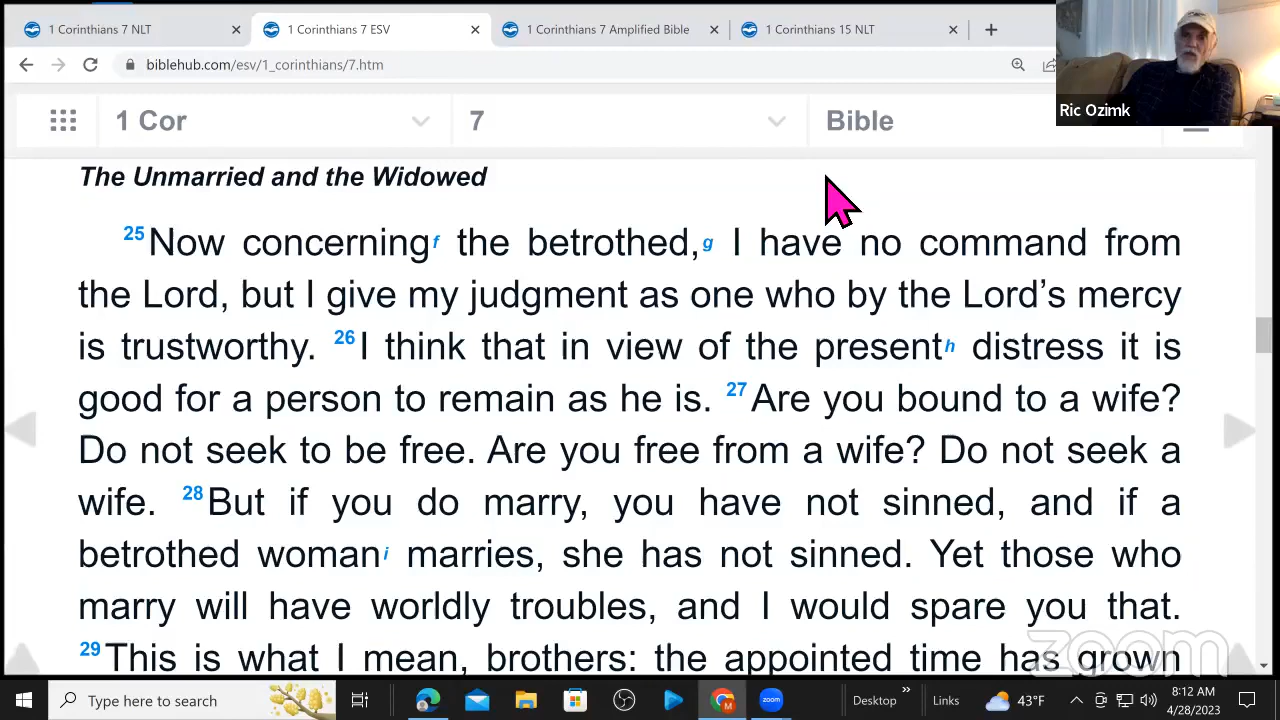 1 Corinthians 7 NLT
1 Corinthians 7 ESV
1 Corinthians 7 Amplified Bible
1 Corinthians 15 NLT
biblehub.com/esv/1_corinthians/7.htm
Ric Ozimk
1 Cor
7
Bible
The Unmarried and the Widowed
25 Now concerning f the betrothed, g I have no command from
the Lord, but I give my judgment as one who by the Lord's mercy
is trustworthy. 26 I think that in view of the present h distress it is
good for a person to remain as he is. 27 Are you bound to a wife?
Do not seek to be free. Are you free from a wife? Do not seek a
wife. 28 But if you do marry, you have not sinned, and if a
betrothed woman i marries, she has not sinned. Yet those who
marry will have worldly troubles, and I would spare you that.
29 This is what I mean, brothers: the appointed time has grown
zoom
Type here to search
zoom
Desktop
Links
43°F
8:12 AM
4/28/2023